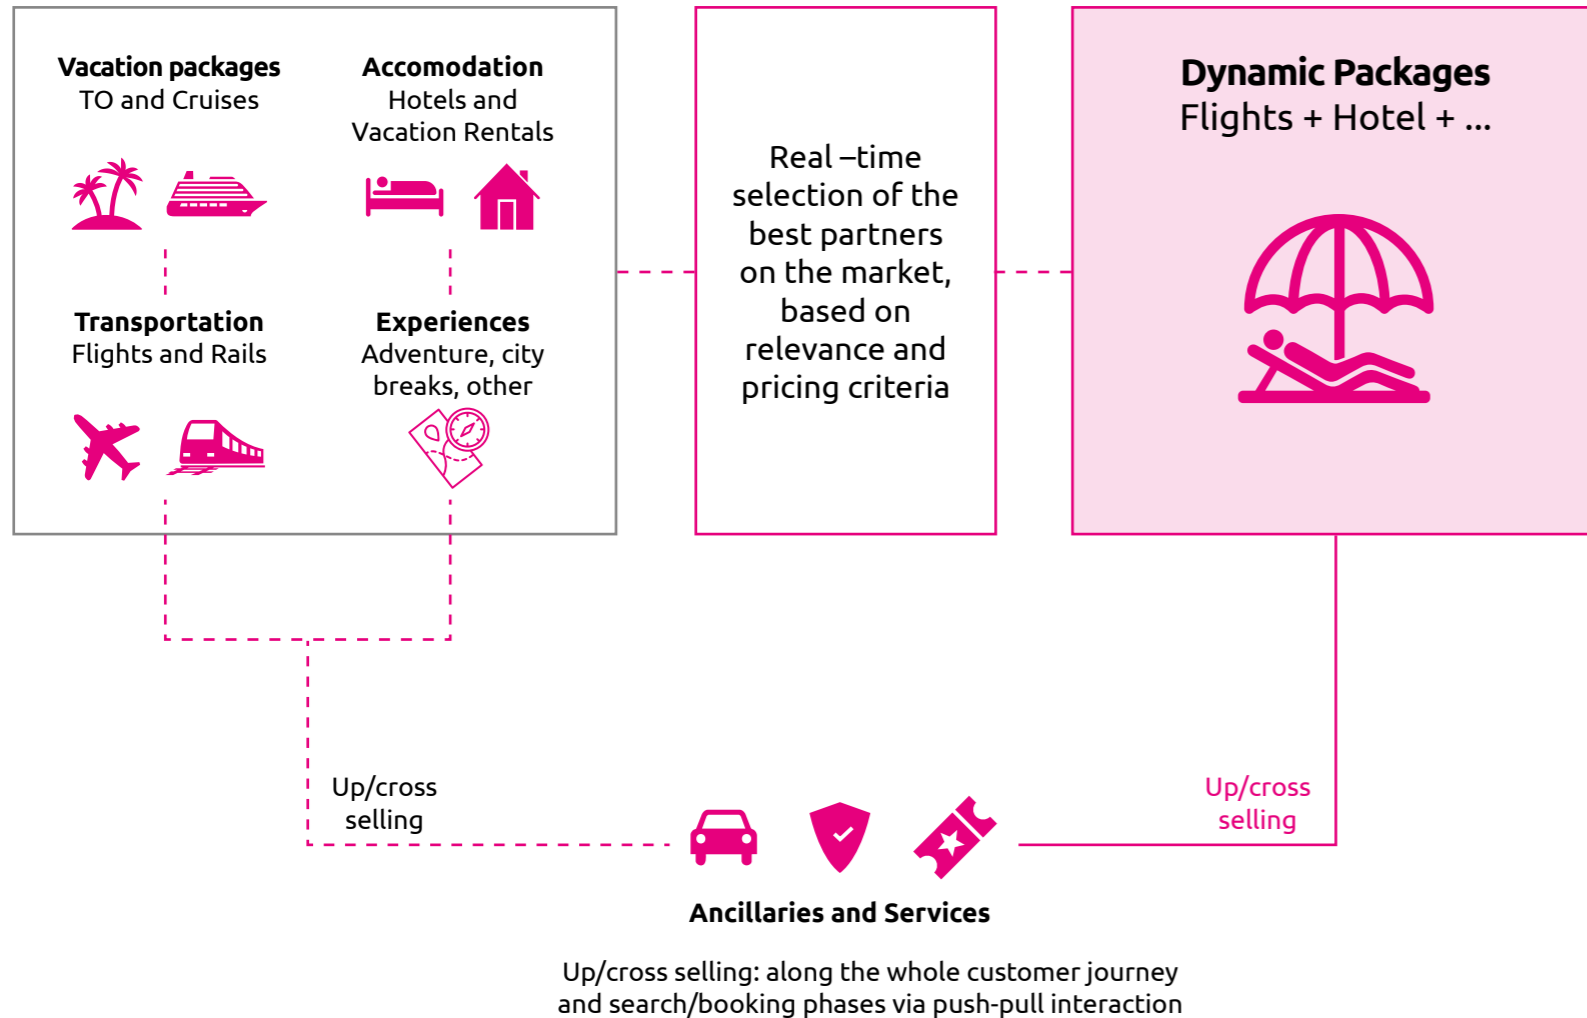 Vacation packages
TO and Cruises
Accomodation
Hotels and
Vacation Rentals
Transportation
Flights and Rails
Experiences
Adventure, city
breaks, other
Real –time
selection of the
best partners
on the market,
based on
relevance and
pricing criteria
Dynamic Packages
Flights + Hotel + ...
Up/cross
selling
Up/cross
selling
Ancillaries and Services
Up/cross selling: along the whole customer journey
and search/booking phases via push-pull interaction